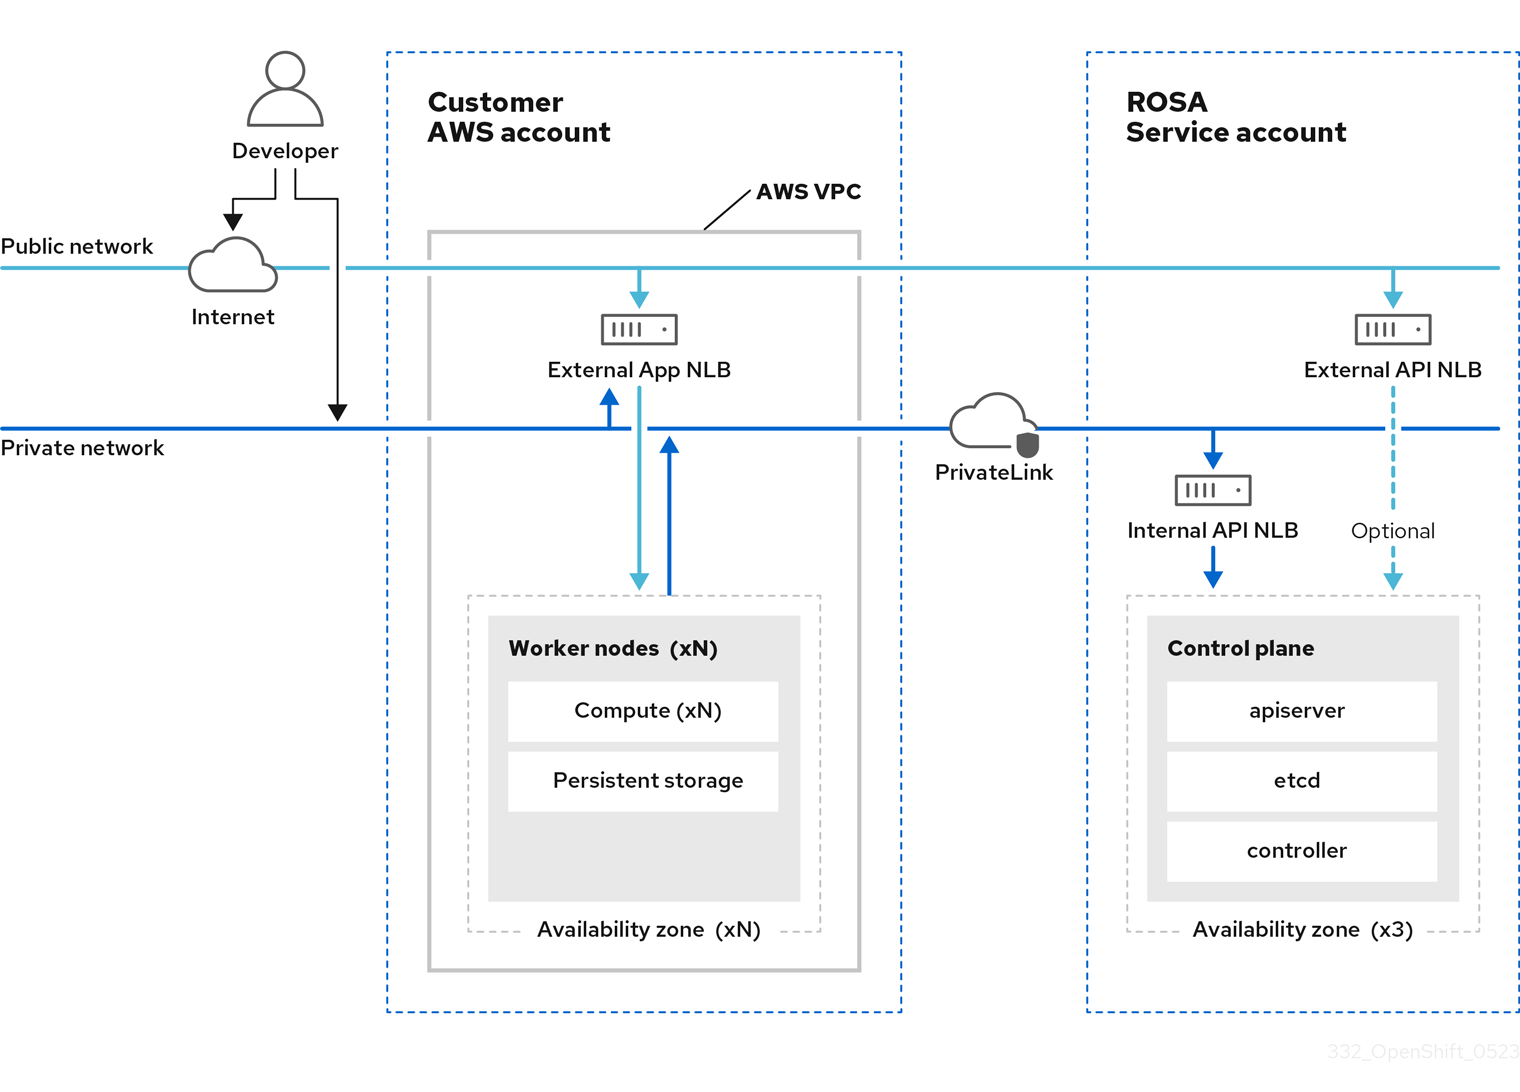 Customer
AWS account
ROSA
Service account
Developer
AWS VPC
Public network
Internet
External App NLB
External API NLB
Private network
PrivateLink
Internal API NLB
Optional
Worker nodes (xN)
Compute (xN)
Persistent storage
Availability zone (xN)
Control plane
apiserver
etcd
controller
Availability zone (x3)
332_OpenShift_0523